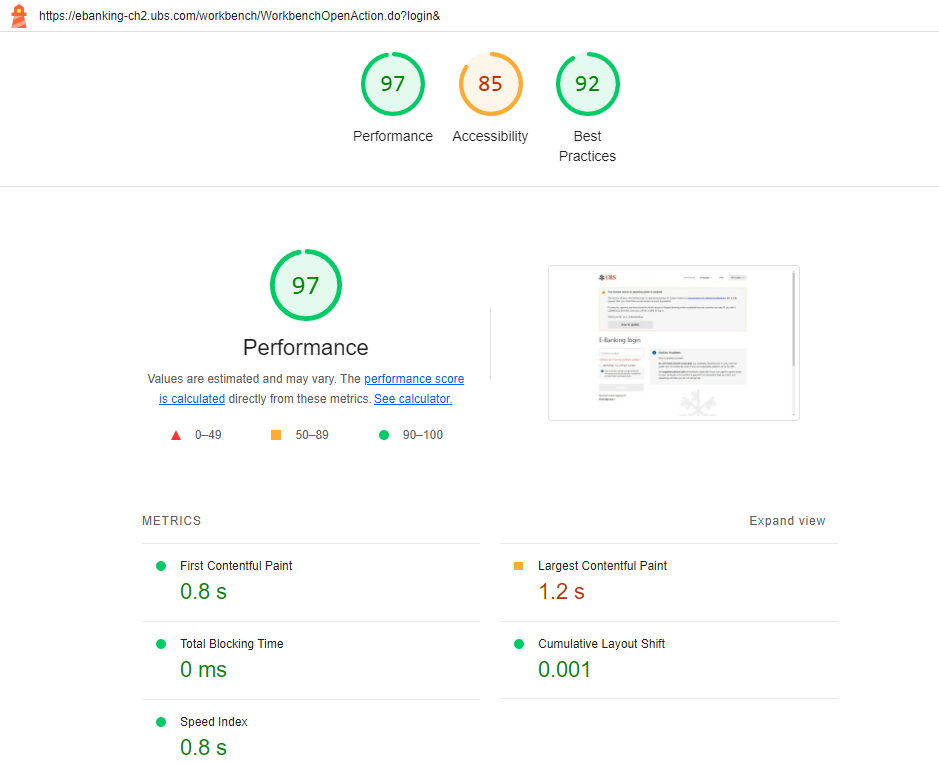 https://ebanking-ch2.ubs.com/workbench/WorkbenchOpenAction.do?login&
97
85
92
Performance
Accessibility
Best
Practices
97
Performance
Values are estimated and may vary. The performance score
is calculated directly from these metrics. See calculator.
0–49
50–89
90–100
UBS
E-Banking login
METRICS
Expand view
First Contentful Paint
0.8 s
Largest Contentful Paint
1.2 s
Total Blocking Time
0 ms
Cumulative Layout Shift
0.001
Speed Index
0.8 s